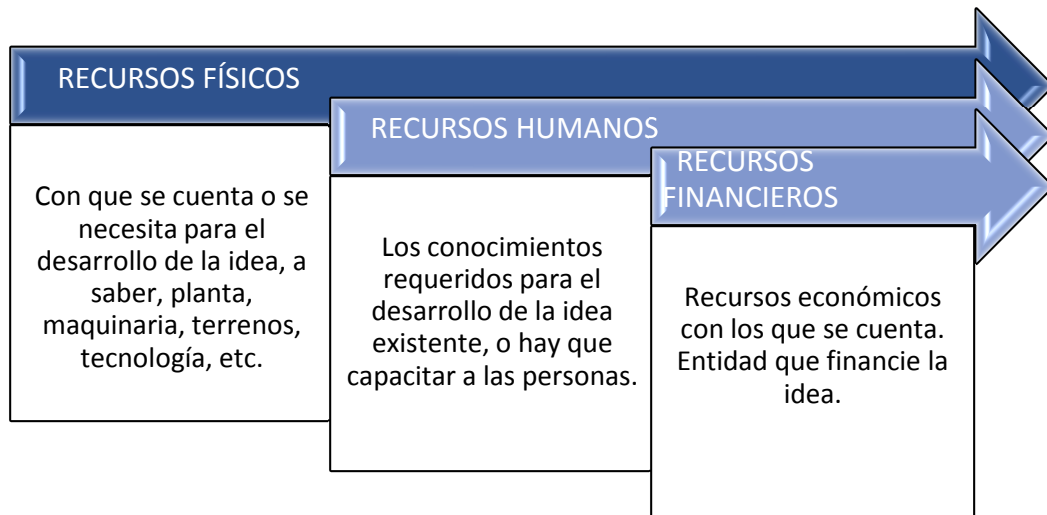 RECURSOS FÍSICOS
Con que se cuenta o se
necesita para el
desarrollo de la idea, a
saber, planta,
maquinaria, terrenos,
tecnología, etc.
RECURSOS HUMANOS
Los conocimientos
requeridos para el
desarrollo de la idea
existente, o hay que
capacitar a las personas.
RECURSOS
FINANCIEROS
Recursos económicos
con los que se cuenta.
Entidad que financie la
idea.